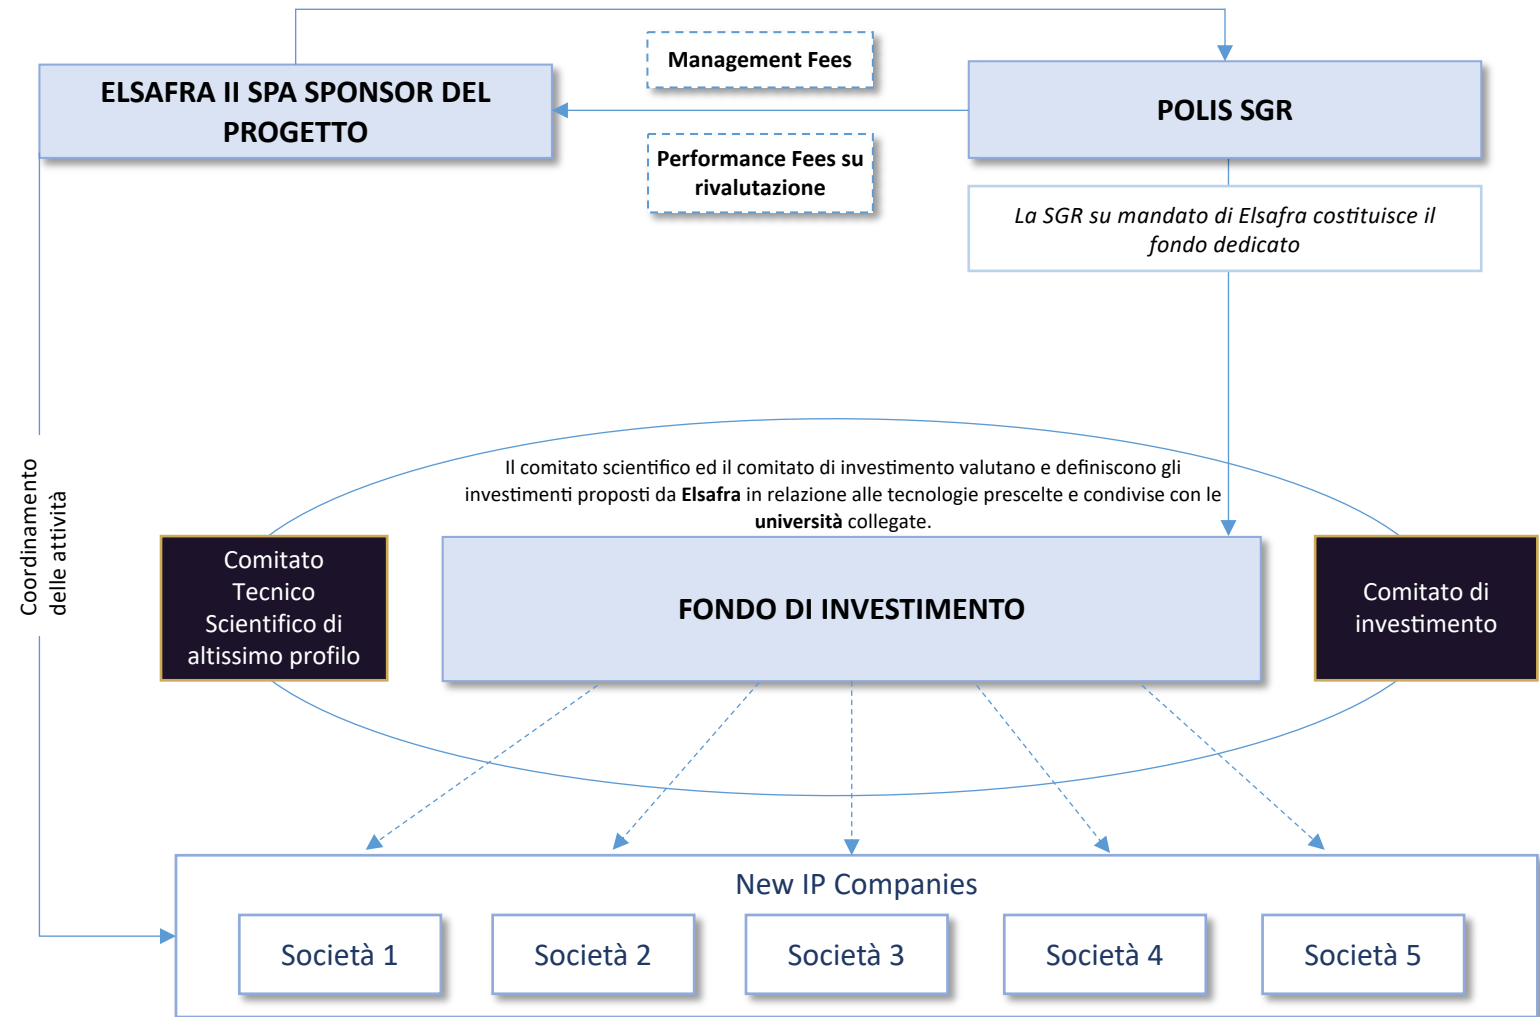 Management Fees
ELSAFRA II SPA SPONSOR DEL
PROGETTO
POLIS SGR
Performance Fees su
rivalutazione
La SGR su mandato di Elsafra costituisce il
fondo dedicato
Coordinamento
delle attività
Il comitato scientifico ed il comitato di investimento valutano e definiscono gli
investimenti proposti da Elsafra in relazione alle tecnologie prescelte e condivise con le
università collegate.
Comitato
Tecnico
Scientifico di
altissimo profilo
FONDO DI INVESTIMENTO
Comitato di
investimento
New IP Companies
Società 1
Società 2
Società 3
Società 4
Società 5